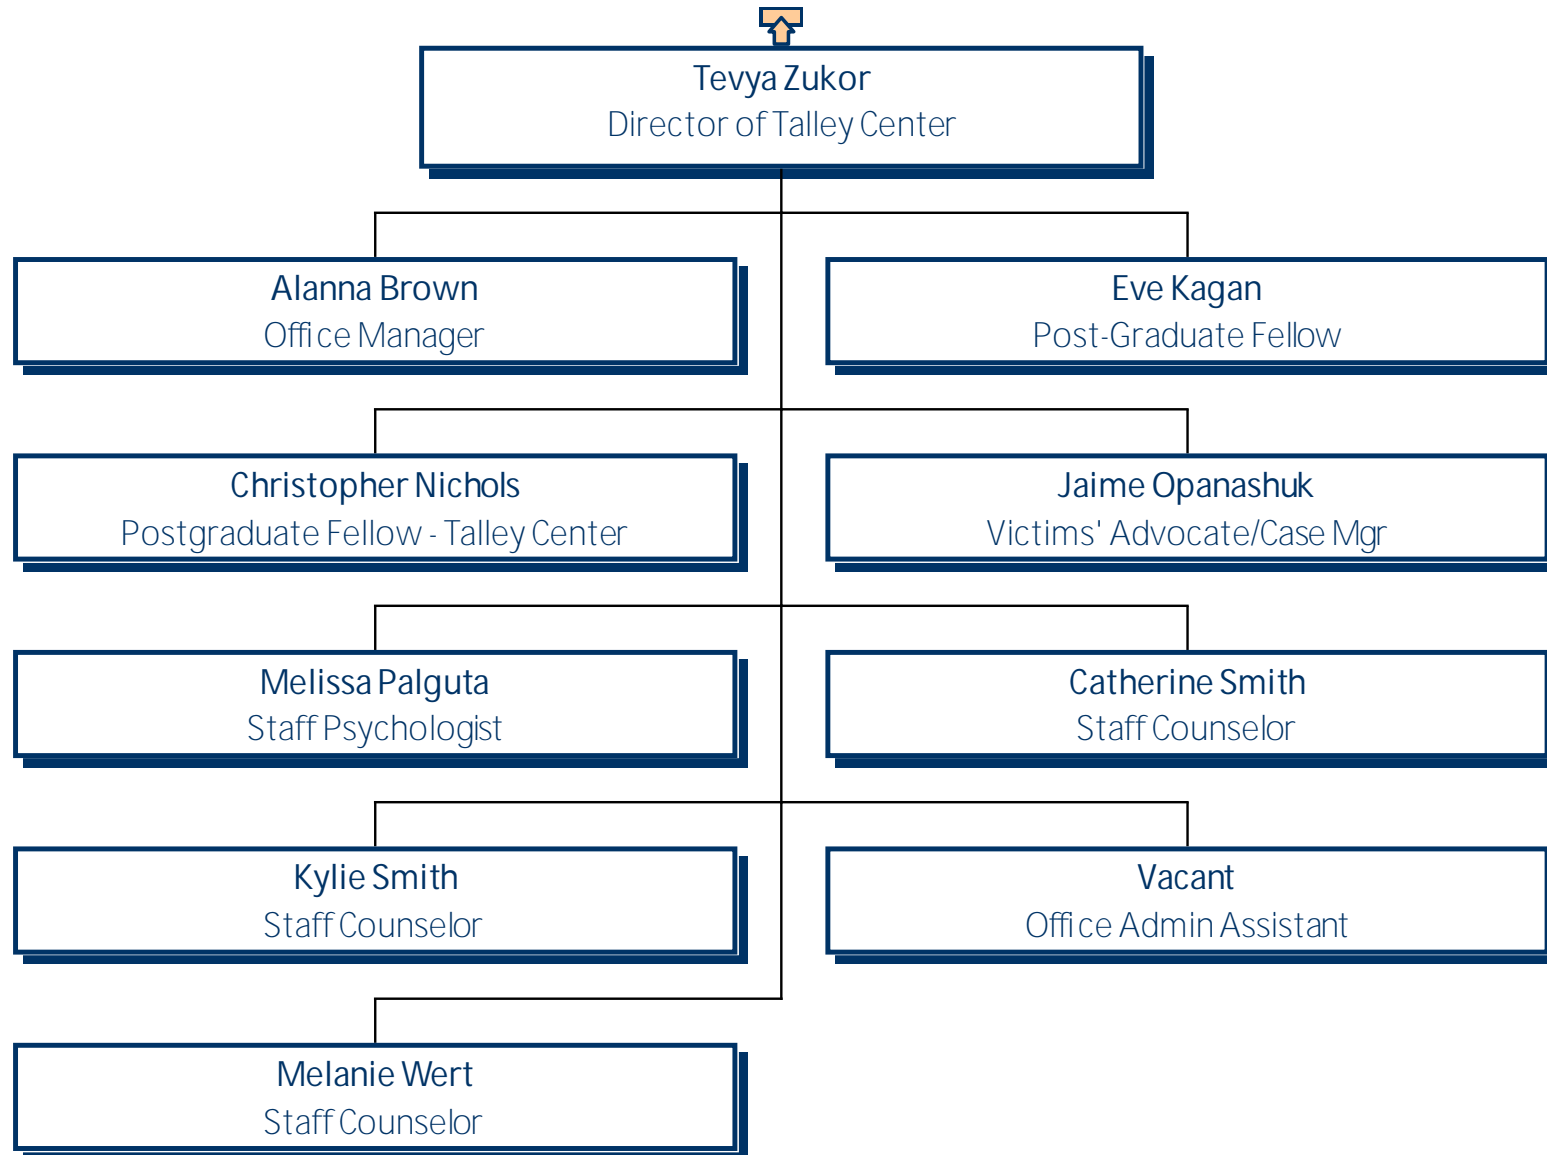 Tevya Zukor
Director of Talley Center
Alanna Brown
Office Manager
Eve Kagan
Post-Graduate Fellow
Christopher Nichols
Postgraduate Fellow - Talley Center
Jaime Opanashuk
Victims' Advocate/Case Mgr
Melissa Palguta
Staff Psychologist
Catherine Smith
Staff Counselor
Kylie Smith
Staff Counselor
Vacant
Office Admin Assistant
Melanie Wert
Staff Counselor